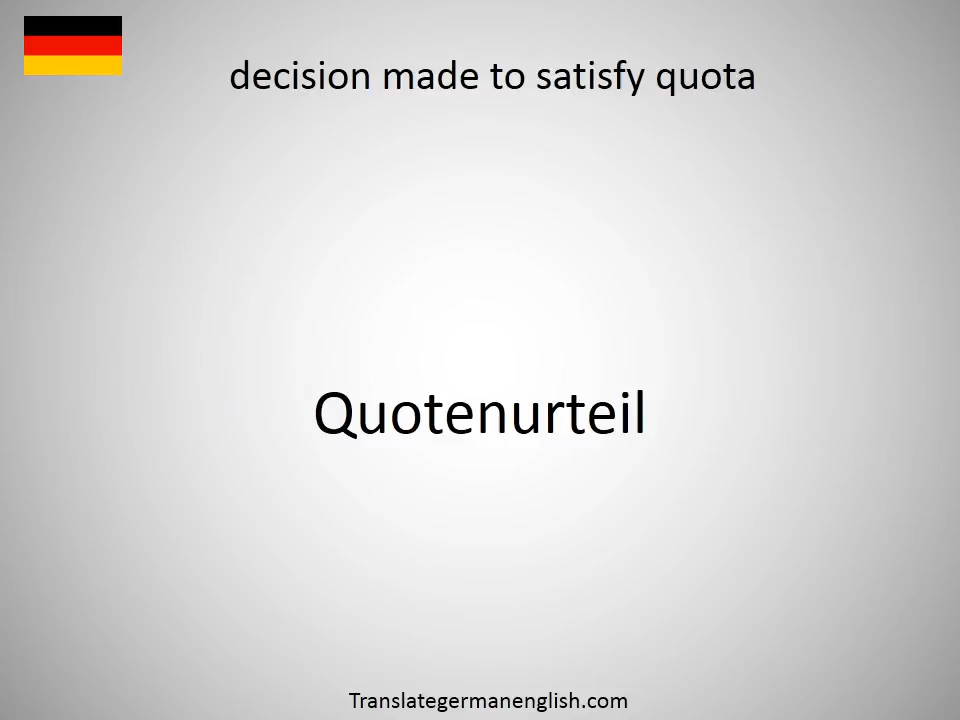 decision made to satisfy quota
Quotenurteil
Translategermanenglish.com